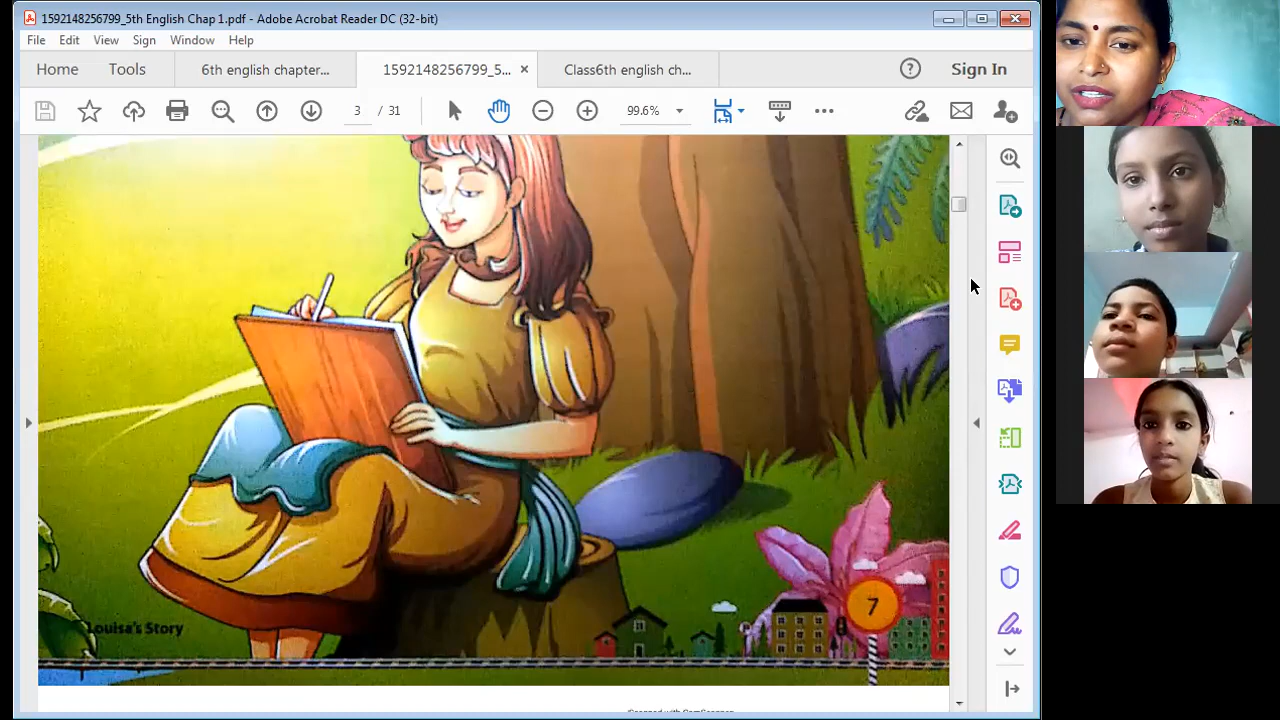 1592148256799_5th English Chap 1.pdf - Adobe Acrobat Reader DC (32-bit)
File Edit View Sign Window Help
Home Tools 6th english chapter... 1592148256799_5... × Class6th english ch... Sign In
3 / 31 99.6%
7
Louisa's Story